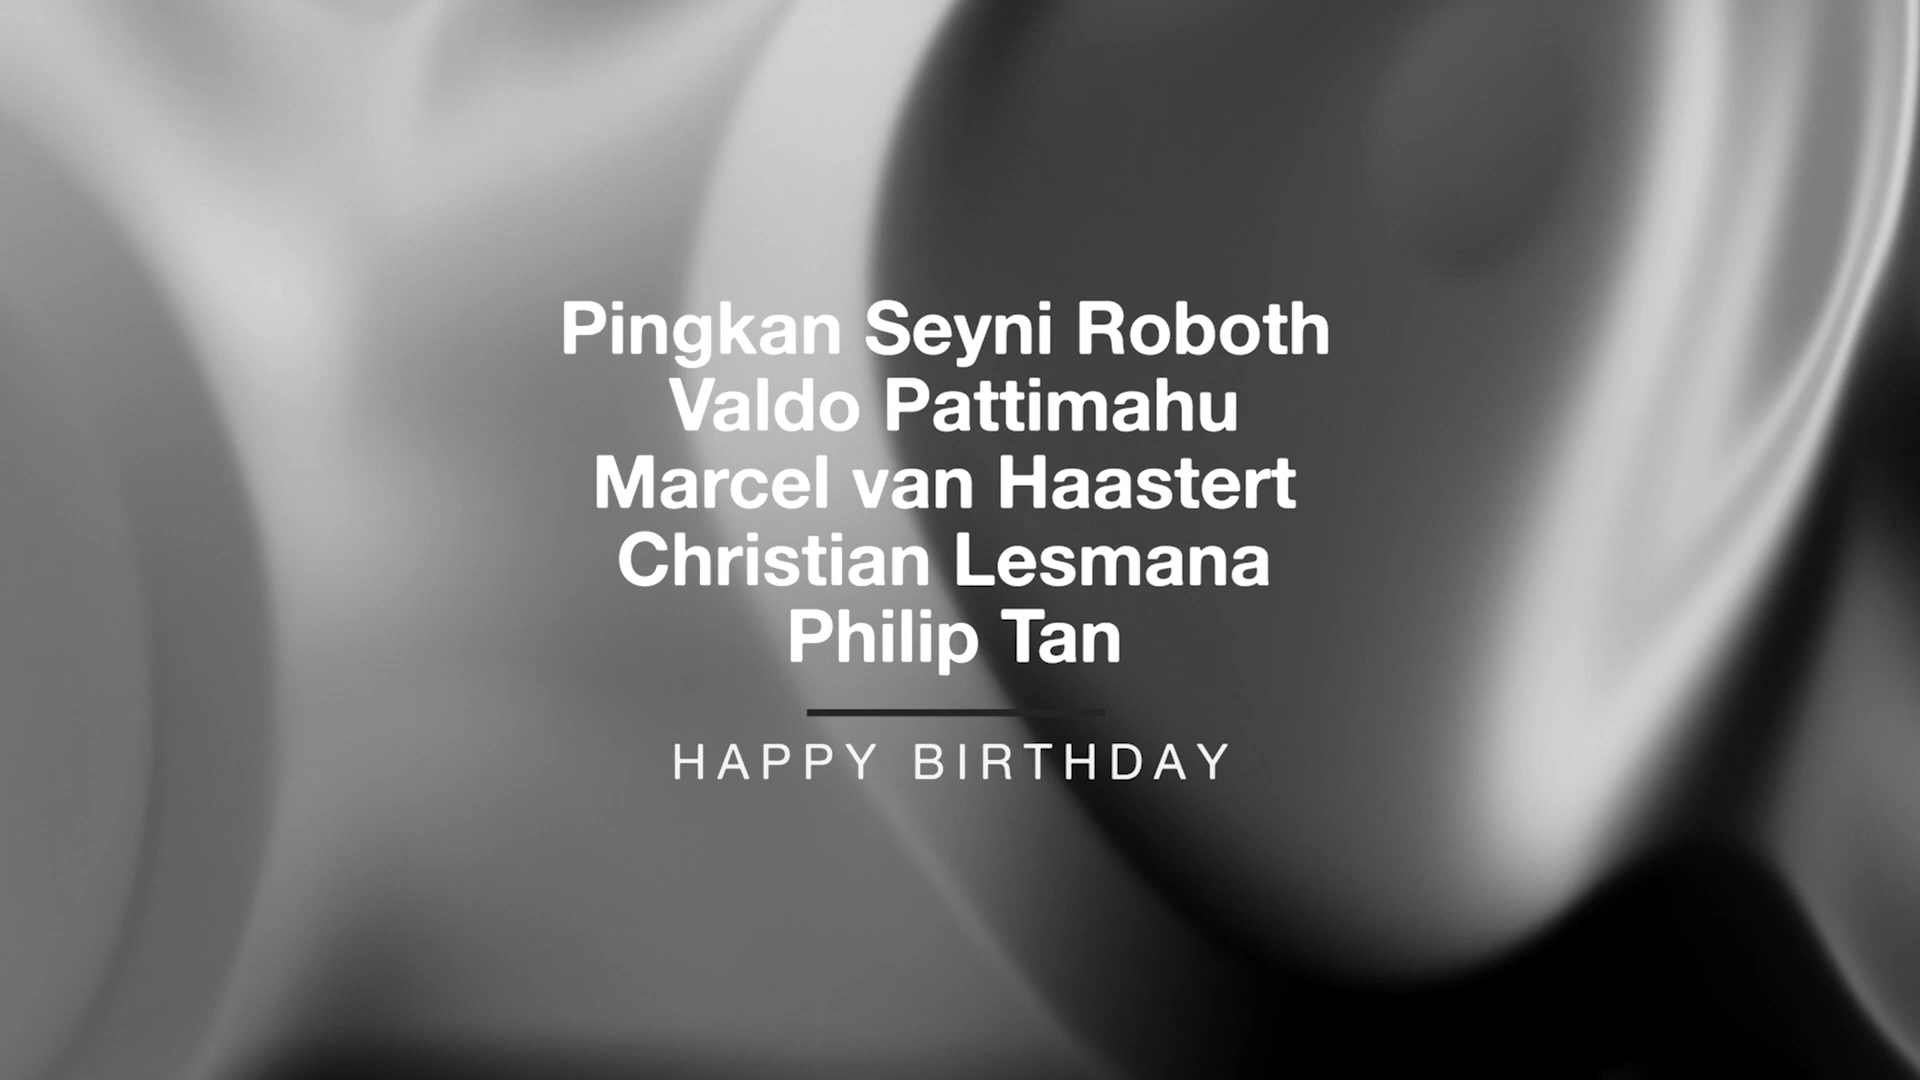 Pingkan Seyni Roboth
Valdo Pattimahu
Marcel van Haastert
Christian Lesmana
Philip Tan
HAPPY BIRTHDAY